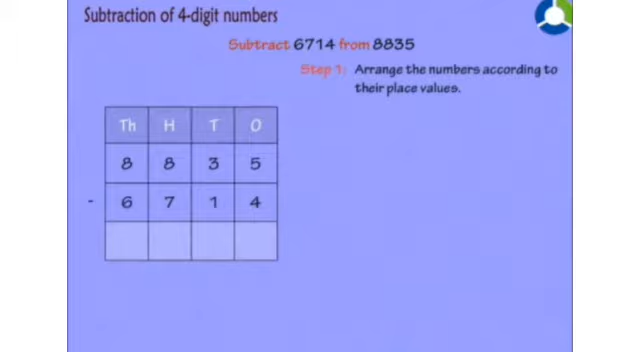 Subtraction of 4-digit numbers
Subtract 6714 from 8835
Step 1: Arrange the numbers according to
their place values.
Th H T O
8 8 3 5
- 6 7 1 4